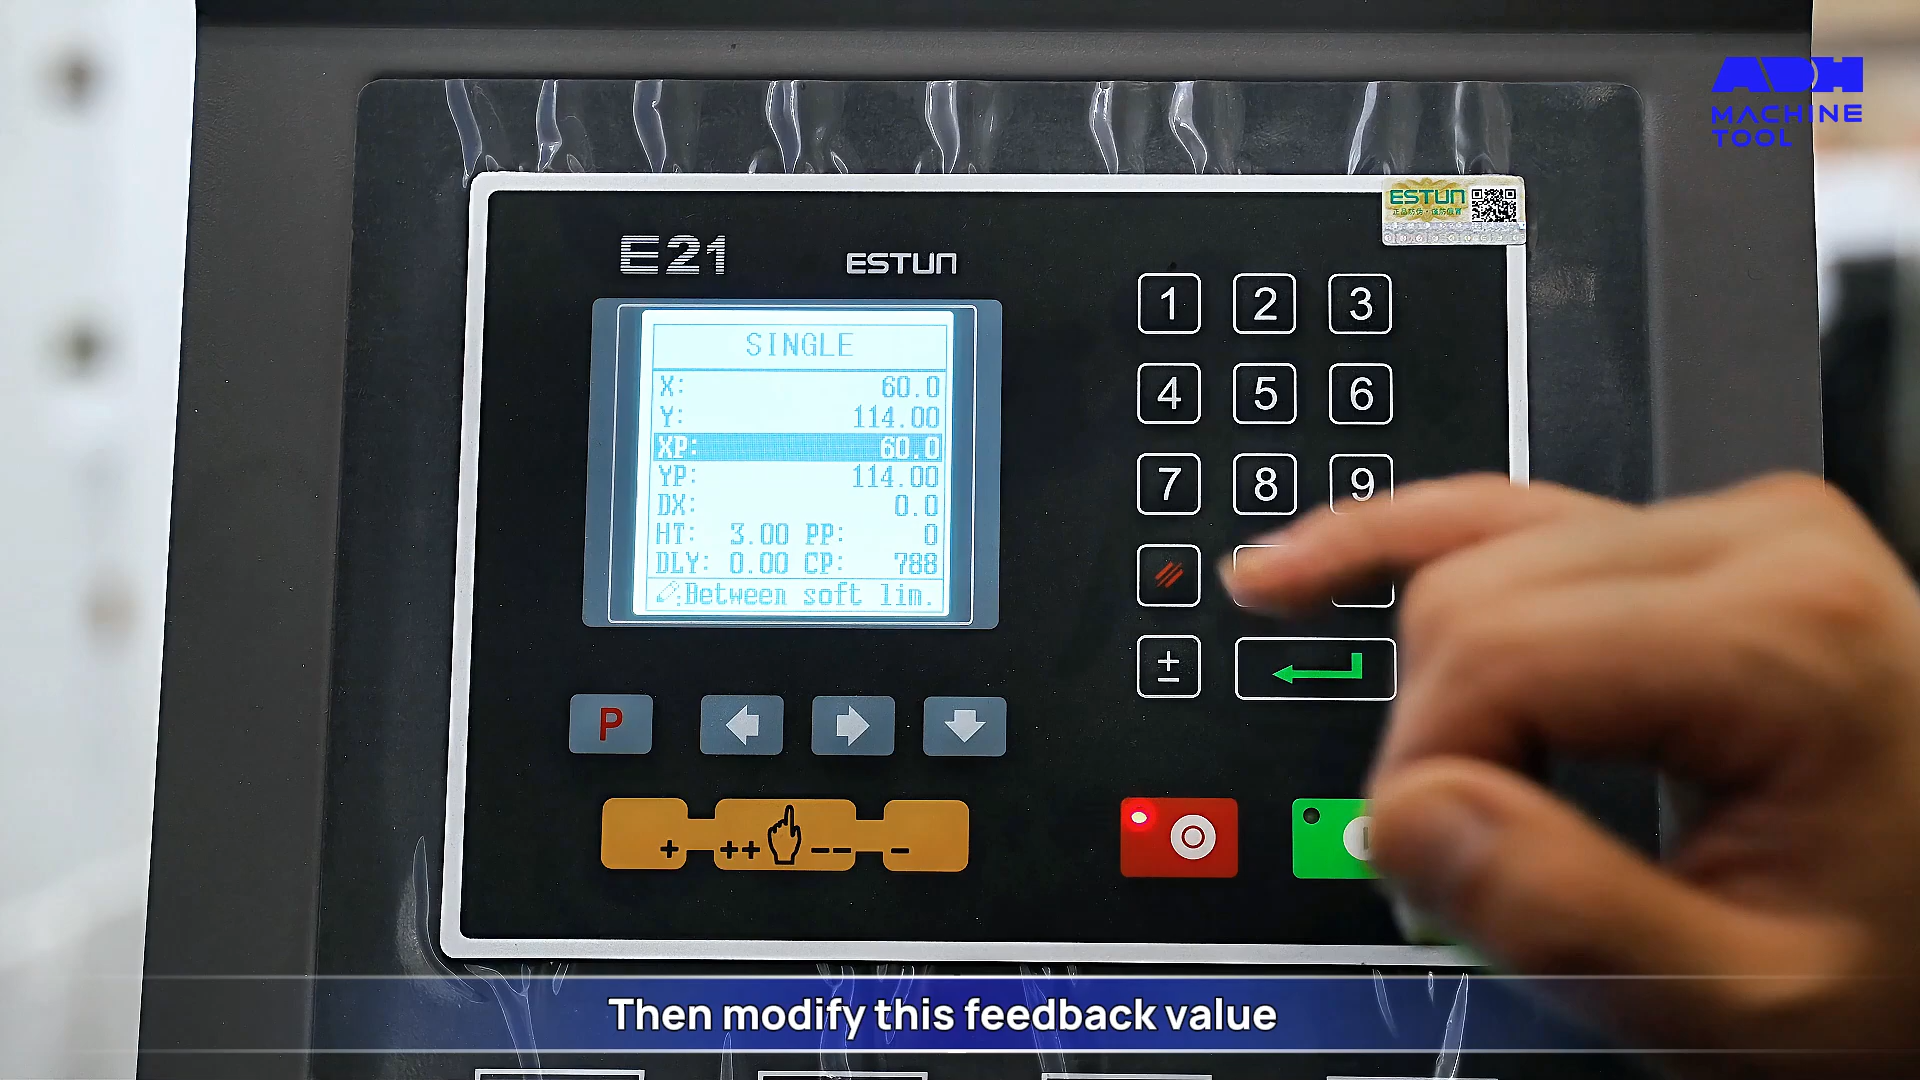 ADH
MACHINE
TOOL
ESTUN
E21 ESTUN
SINGLE
X: 60.0
Y: 114.00
XP: 60.0
YP: 114.00
DX: 0.0
HT: 3.00 PP: 0
DLY: 0.00 CP: 788
:Between soft lim.
1 2 3
4 5 6
7 8 9
±
P
+ ++ -- -
Then modify this feedback value